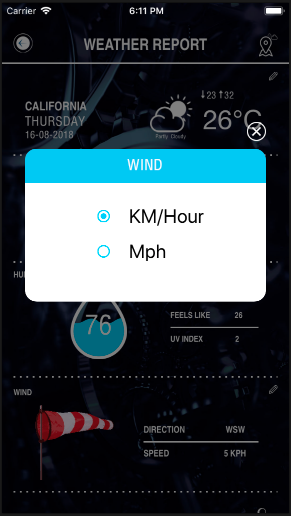 Carrier 6:11 PM
WEATHER REPORT
CALIFORNIA
THURSDAY
16-08-2018
23 32
26°C
Partly Cloudy
WIND
KM/Hour
Mph
HU
76
FEELS LIKE 26
UV INDEX 2
WIND
DIRECTION WSW
SPEED 5 KPH